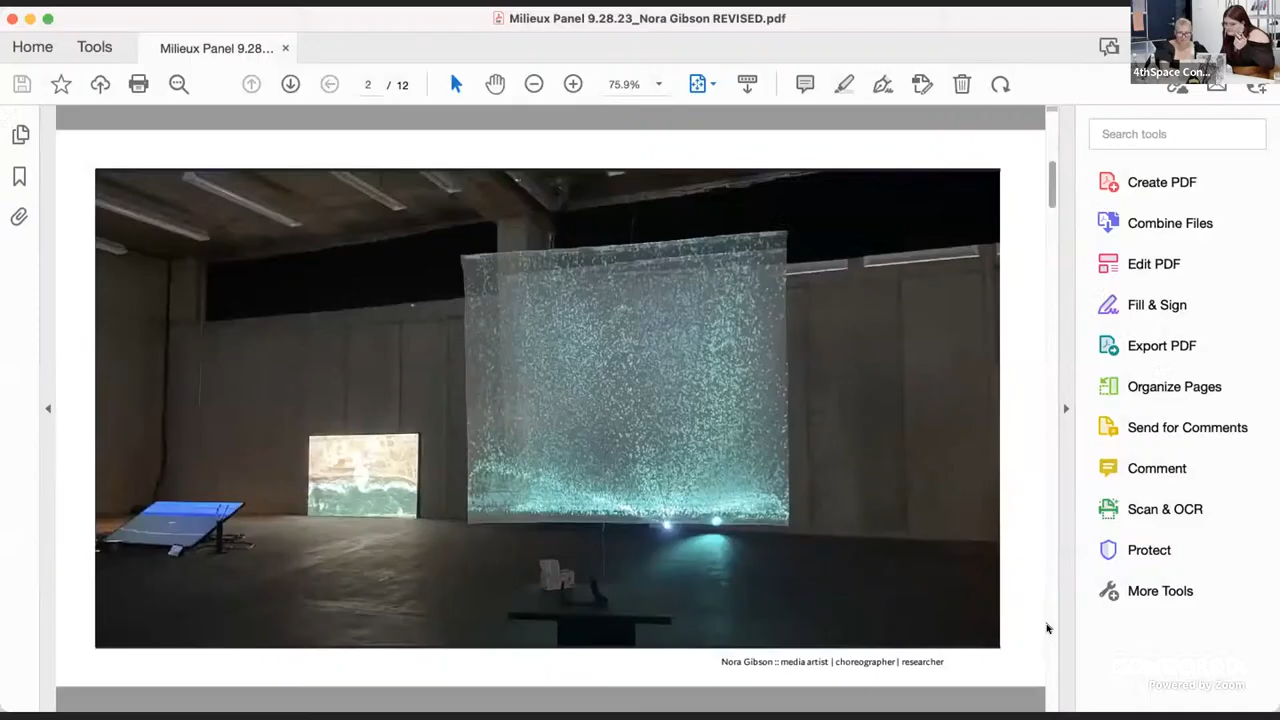 Milieux Panel 9.28.23_Nora Gibson REVISED.pdf
Home
Tools
Milieux Panel 9.28...
4thSpace Con...
2 / 12
75.9%
Search tools
Create PDF
Combine Files
Edit PDF
Fill & Sign
Export PDF
Organize Pages
Send for Comments
Comment
Scan & OCR
Protect
More Tools
Nora Gibson :: media artist | choreographer | researcher
CONCORDIA
Powered by Zoom